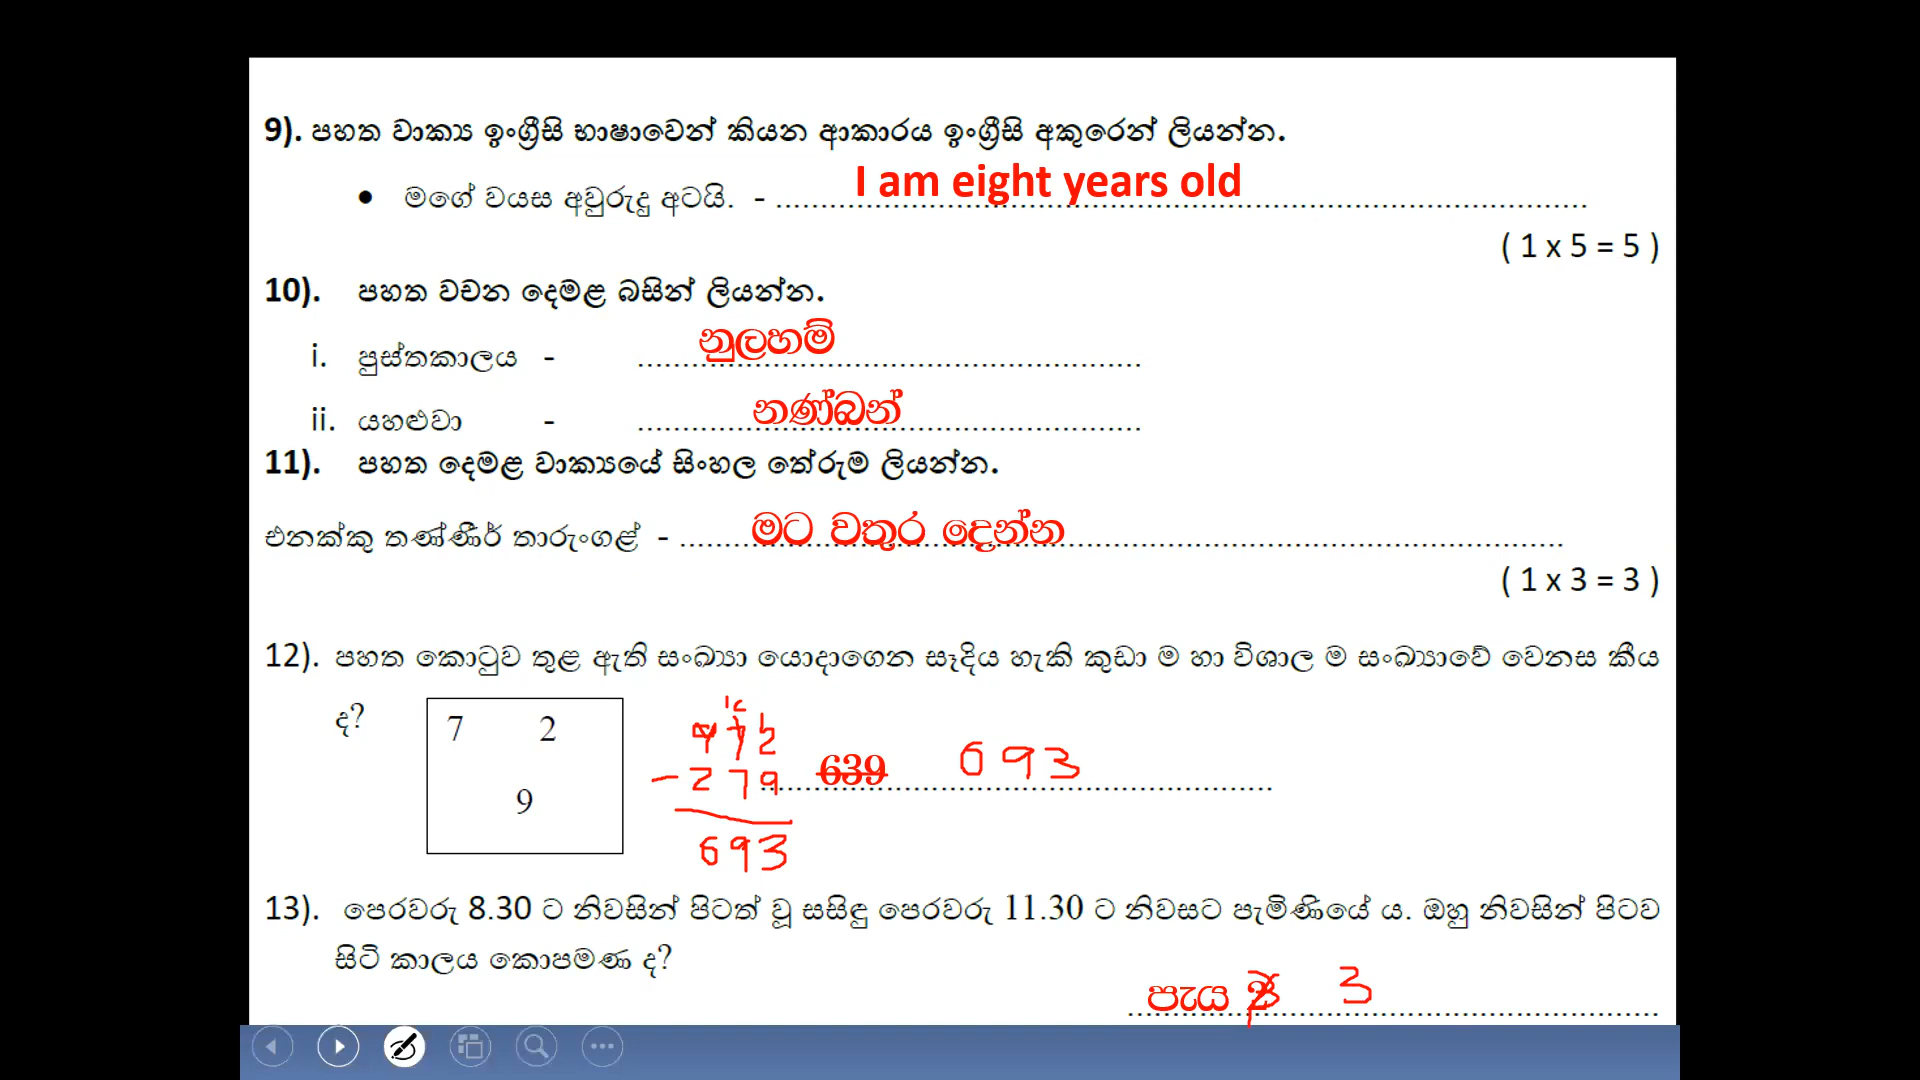 9). පහත වාක්‍ය ඉංග්‍රීසි භාෂාවෙන් කියන ආකාරය ඉංග්‍රීසි අකුරෙන් ලියන්න.
• මගේ වයස අවුරුදු අටයි. - I am eight years old
( 1 x 5 = 5 )
10). පහත වචන දෙමළ බසින් ලියන්න.
i. පුස්තකාලය - නුලහම්
ii. යහළුවා - නණ්බන්
11). පහත දෙමළ වාක්‍යයේ සිංහල තේරුම ලියන්න.
එනක්කු තණ්ණීර් තාරුංගළ් - මට වතුර දෙන්න
( 1 x 3 = 3 )
12). පහත කොටුව තුළ ඇති සංඛ්‍යා යොදාගෙන සෑදිය හැකි කුඩා ම හා විශාල ම සංඛ්‍යාවේ වෙනස කීය
ද? 7 2
9
972
- 279
693
639 693
13). පෙරවරු 8.30 ට නිවසින් පිටත් වූ සසිඳු පෙරවරු 11.30 ට නිවසට පැමිණියේ ය. ඔහු නිවසින් පිටව
සිටි කාලය කොපමණ ද?
පැය 3